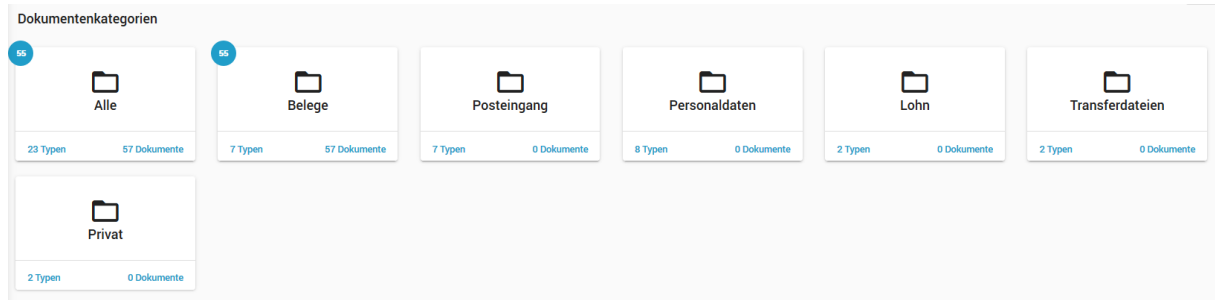 Dokumentenkategorien
55
55
Alle
Belege
Posteingang
Personaldaten
Lohn
Transferdateien
23 Typen 57 Dokumente
7 Typen 57 Dokumente
7 Typen 0 Dokumente
8 Typen 0 Dokumente
2 Typen 0 Dokumente
2 Typen 0 Dokumente
Privat
2 Typen 0 Dokumente